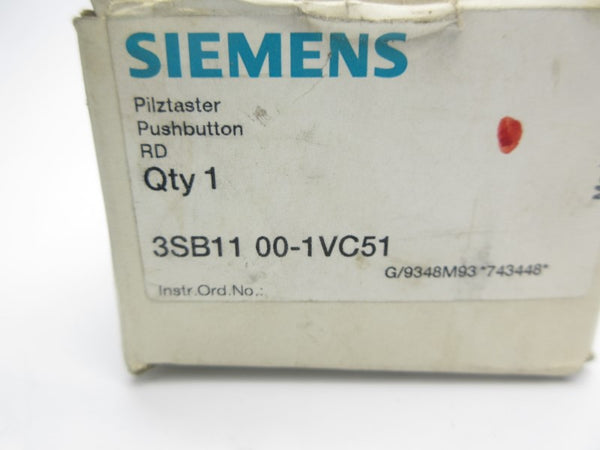 SIEMENS
Pilztaster
Pushbutton
RD
Qty 1
3SB11 00-1VC51
G/9348M93*743448*
Instr.Ord.No.: